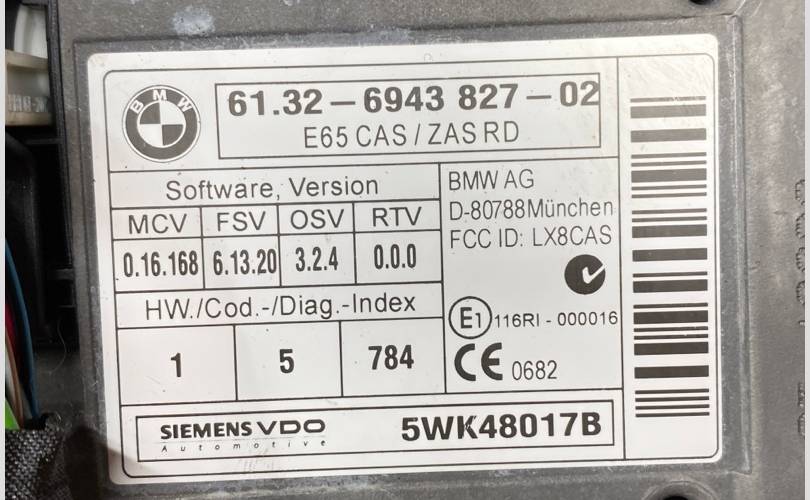 BMW
61.32-6943 827-02
E65 CAS / ZAS RD
Software, Version
MCV FSV OSV RTV
0.16.168 6.13.20 3.2.4 0.0.0
HW./Cod.-/Diag.-Index
1 5 784
BMW AG
D-80788München
FCC ID: LX8CAS
E1 116RI - 000016
CE 0682
SIEMENS VDO
Automotive
5WK48017B